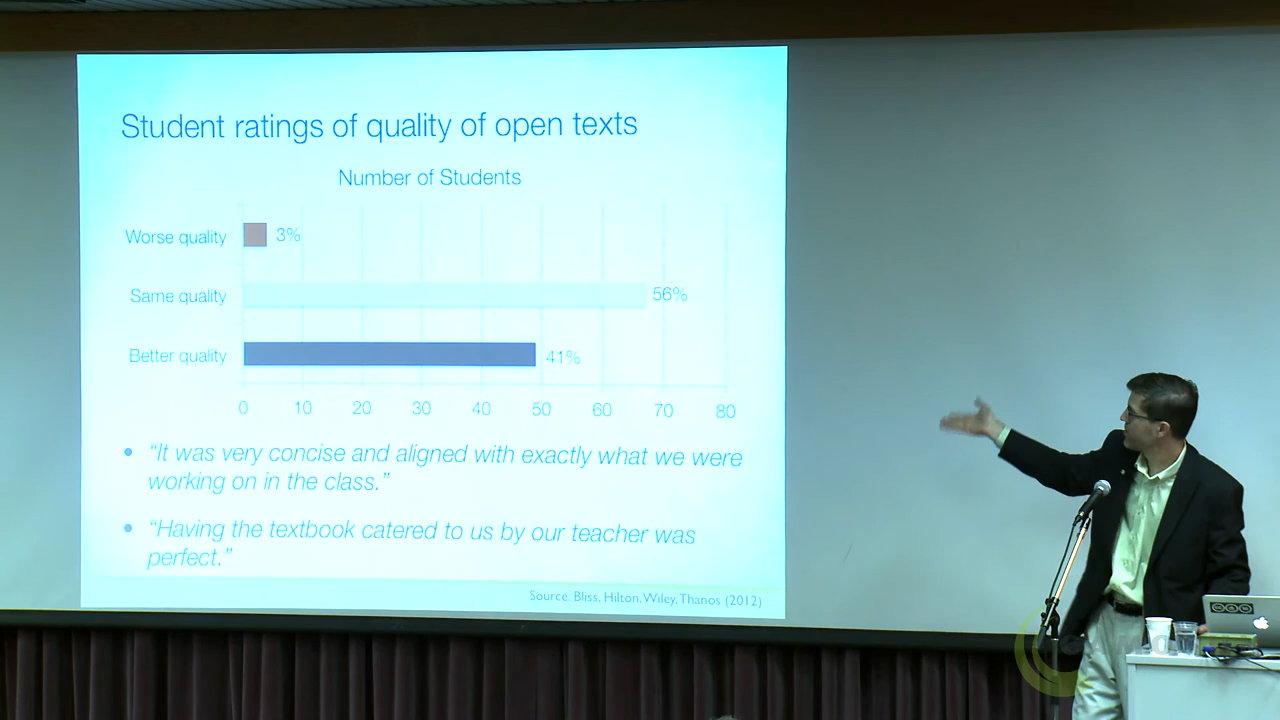 Student ratings of quality of open texts
Number of Students
Worse quality 3%
Same quality 56%
Better quality 41%
0 10 20 30 40 50 60 70 80
• “It was very concise and aligned with exactly what we were
working on in the class.”
• “Having the textbook catered to us by our teacher was
perfect.”
Source: Bliss, Hilton, Wiley, Thanos (2012)